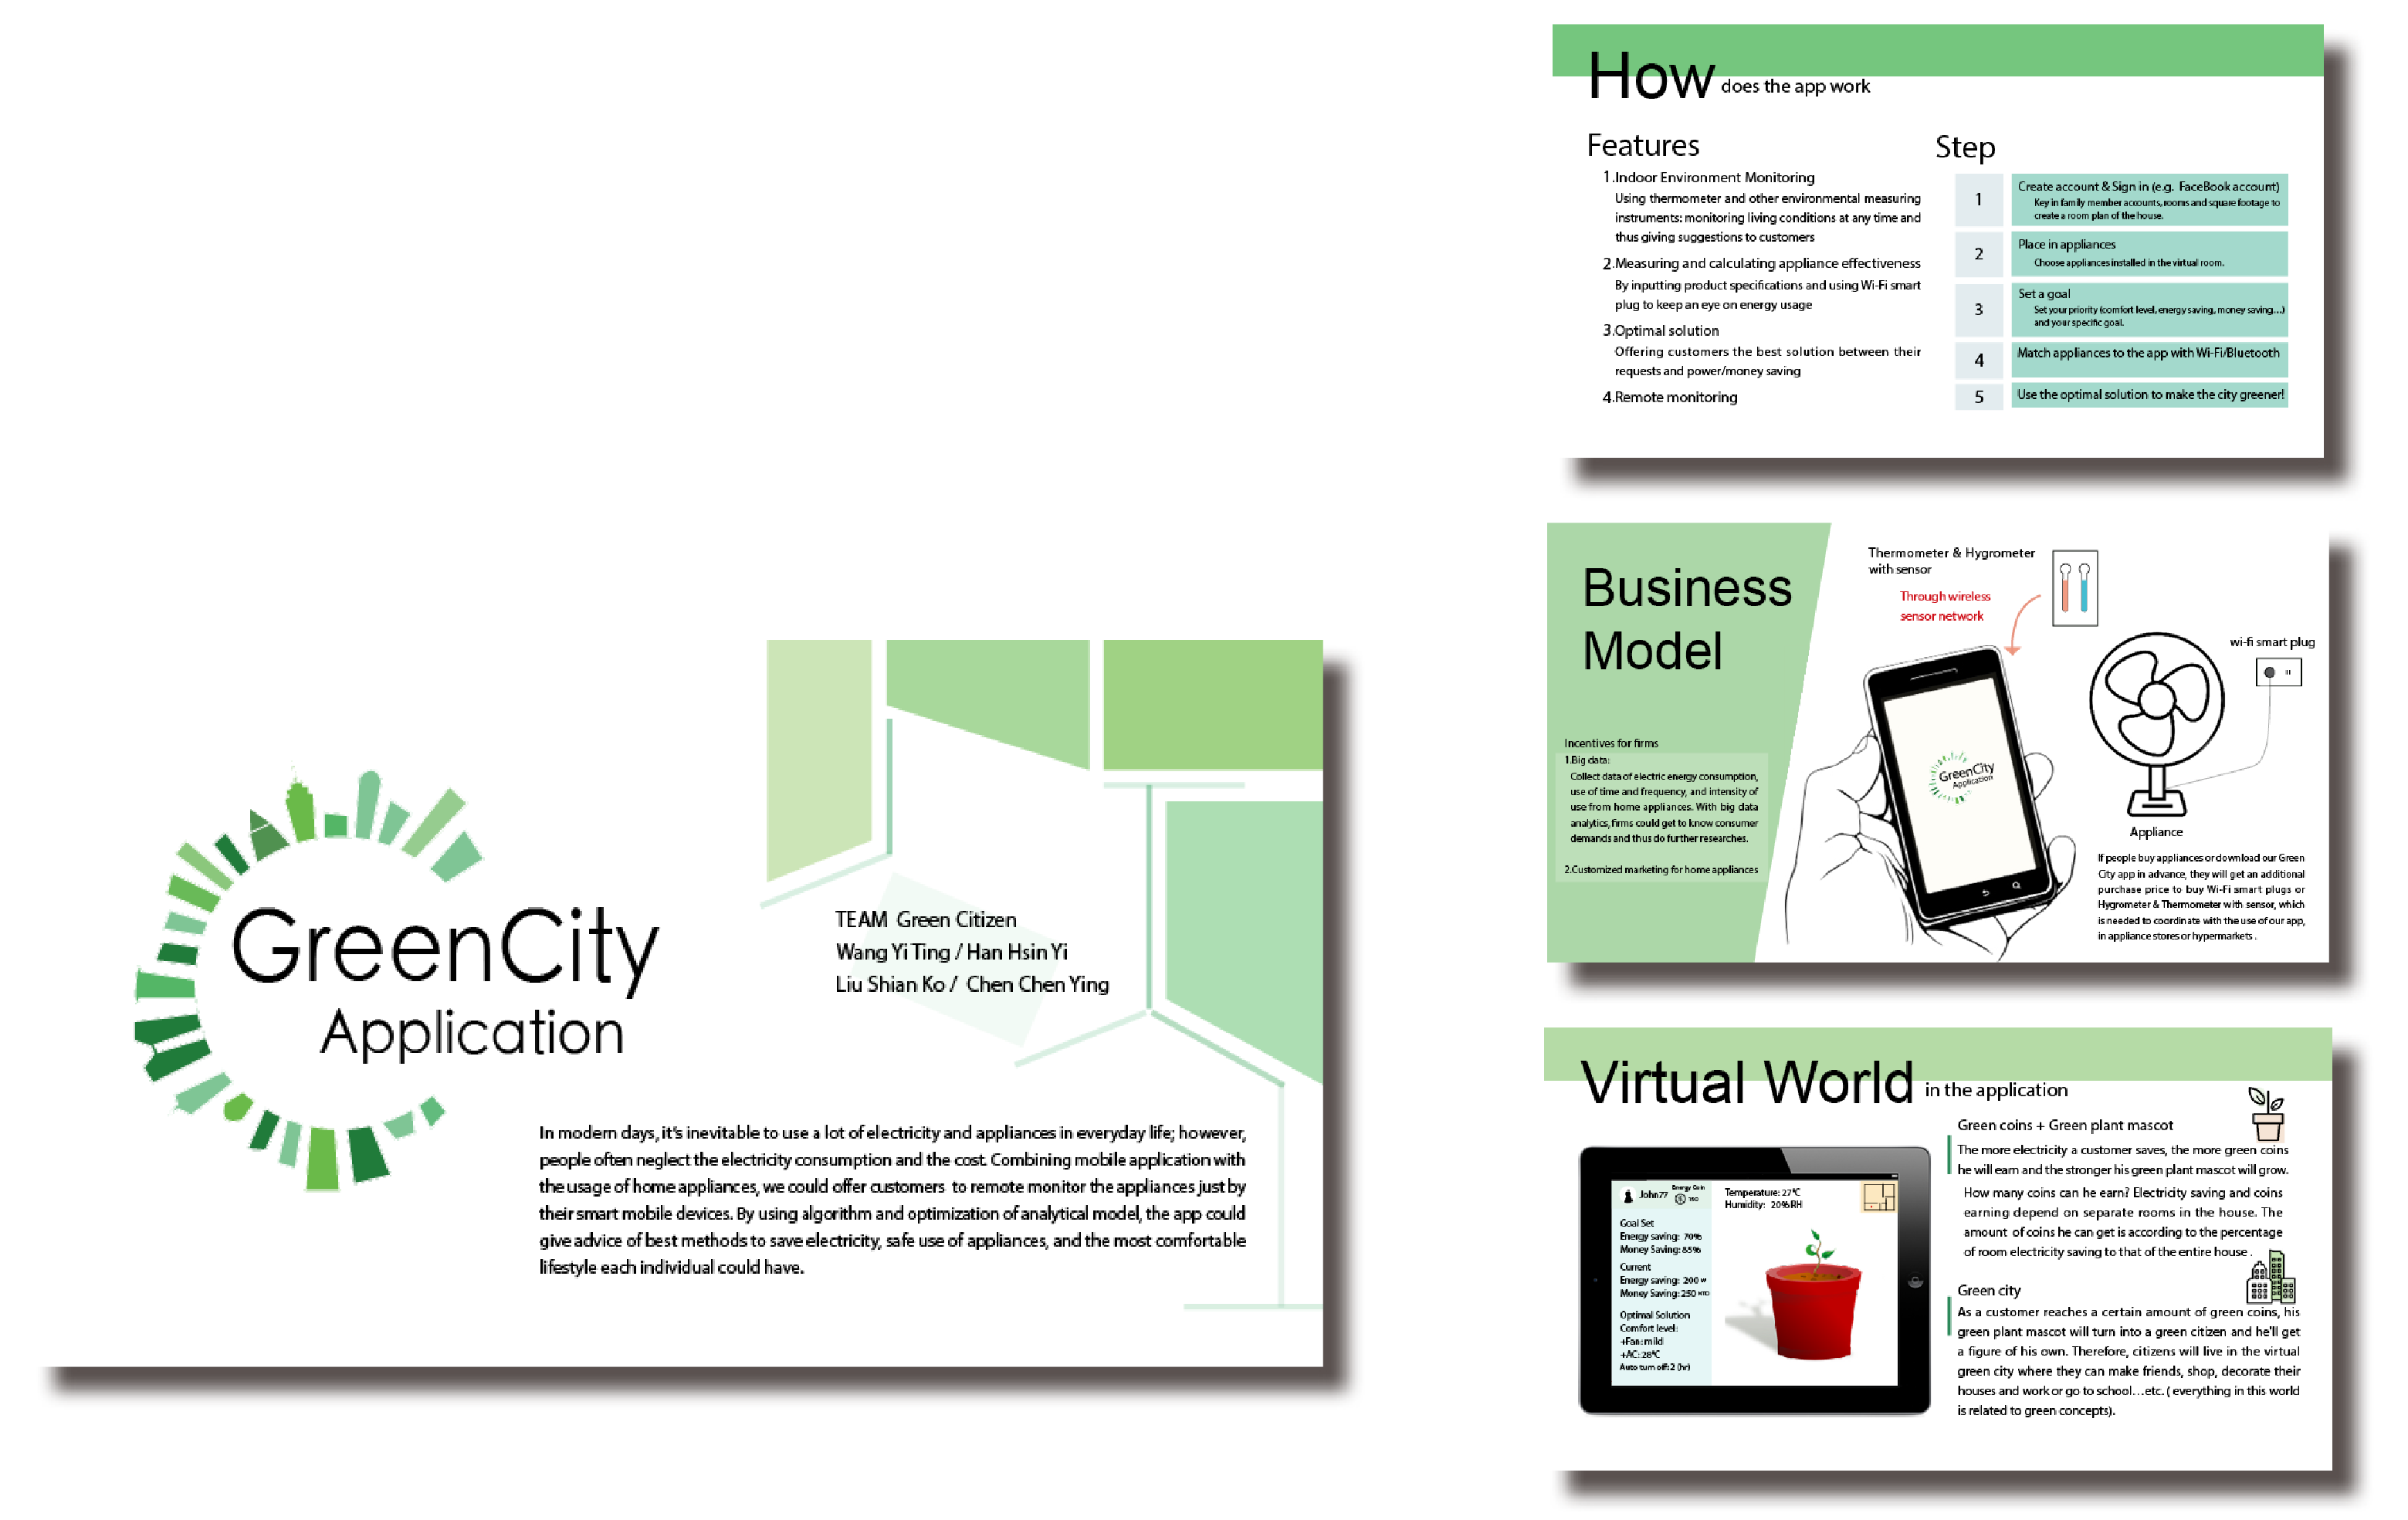 GreenCity
Application
TEAM Green Citizen
Wang Yi Ting / Han Hsin Yi
Liu Shian Ko / Chen Chen Ying
In modern days, it's inevitable to use a lot of electricity and appliances in everyday life; however,
people often neglect the electricity consumption and the cost. Combining mobile application with
the usage of home appliances, we could offer customers to remote monitor the appliances just by
their smart mobile devices. By using algorithm and optimization of analytical model, the app could
give advice of best methods to save electricity, safe use of appliances, and the most comfortable
lifestyle each individual could have.
How does the app work
Features
1.Indoor Environment Monitoring
Using thermometer and other environmental measuring
instruments: monitoring living conditions at any time and
thus giving suggestions to customers
2.Measuring and calculating appliance effectiveness
By inputting product specifications and using Wi-Fi smart
plug to keep an eye on energy usage
3.Optimal solution
Offering customers the best solution between their
requests and power/money saving
4.Remote monitoring
Step
1
Create account & Sign in (e.g. FaceBook account)
Key in family member accounts, rooms and square footage to
create a room plan of the house.
2
Place in appliances
Choose appliances installed in the virtual room.
3
Set a goal
Set your priority (comfort level, energy saving, money saving...)
and your specific goal.
4
Match appliances to the app with Wi-Fi/Bluetooth
5
Use the optimal solution to make the city greener!
Business
Model
Incentives for firms
1.Big data:
Collect data of electric energy consumption,
use of time and frequency, and intensity of
use from home appliances. With big data
analytics, firms could get to know consumer
demands and thus do further researches.
2.Customized marketing for home appliances
Thermometer & Hygrometer
with sensor
Through wireless
sensor network
GreenCity
Application
wi-fi smart plug
Appliance
If people buy appliances or download our Green
City app in advance, they will get an additional
purchase price to buy Wi-Fi smart plugs or
Hygrometer & Thermometer with sensor, which
is needed to coordinate with the use of our app,
in appliance stores or hypermarkets .
Virtual World in the application
John77
Energy Coin
150
Temperature: 27°C
Humidity: 20%RH
Goal Set
Energy saving: 70%
Money Saving: 85%
Current
Energy saving: 200 w
Money Saving: 250 NTD
Optimal Solution
Comfort level:
+Fan: mild
+AC: 28°C
Auto turn off: 2 (hr)
Green coins + Green plant mascot
The more electricity a customer saves, the more green coins
he will earn and the stronger his green plant mascot will grow.
How many coins can he earn? Electricity saving and coins
earning depend on separate rooms in the house. The
amount of coins he can get is according to the percentage
of room electricity saving to that of the entire house .
Green city
As a customer reaches a certain amount of green coins, his
green plant mascot will turn into a green citizen and he'll get
a figure of his own. Therefore, citizens will live in the virtual
green city where they can make friends, shop, decorate their
houses and work or go to school...etc. ( everything in this world
is related to green concepts).